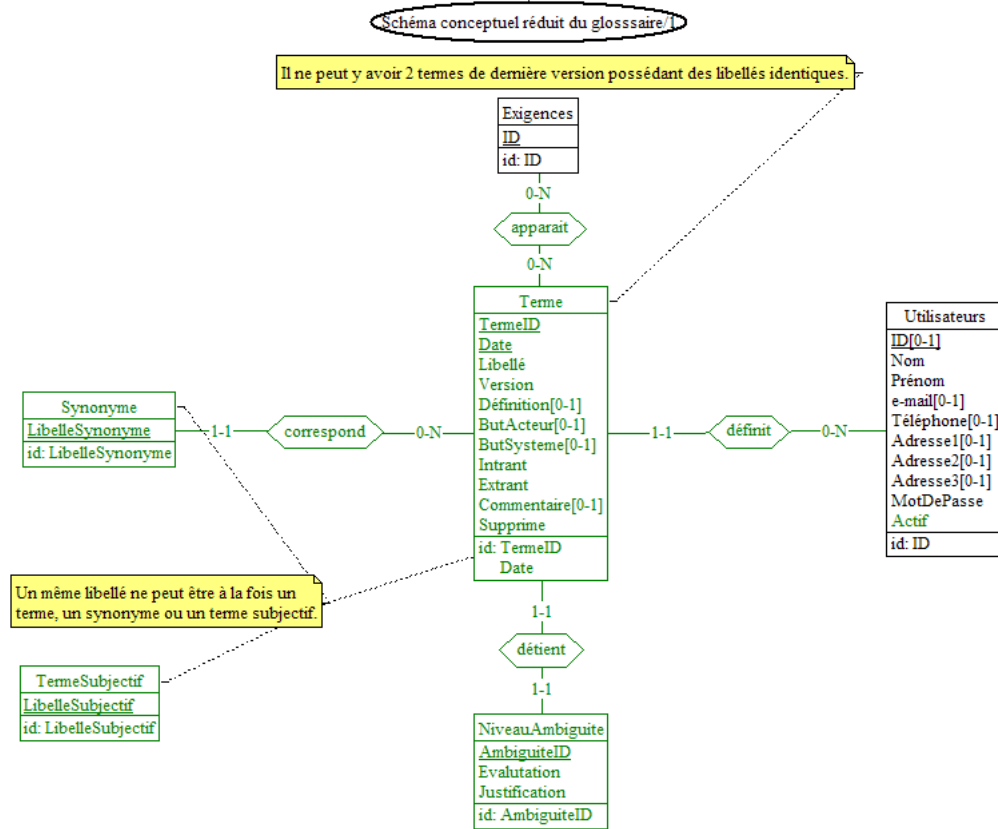 Schéma conceptuel réduit du glosssaire/1
Il ne peut y avoir 2 termes de dernière version possédant des libellés identiques.
Exigences
ID
id: ID
0-N
apparait
0-N
Terme
TermeID
Date
Libellé
Version
Définition[0-1]
ButActeur[0-1]
ButSysteme[0-1]
Intrant
Extrant
Commentaire[0-1]
Supprime
id: TermeID
Date
Utilisateurs
ID[0-1]
Nom
Prénom
e-mail[0-1]
Téléphone[0-1]
Adresse1[0-1]
Adresse2[0-1]
Adresse3[0-1]
MotDePasse
Actif
id: ID
Synonyme
LibelleSynonyme
id: LibelleSynonyme
1-1
correspond
0-N
1-1
définit
0-N
Un même libellé ne peut être à la fois un
terme, un synonyme ou un terme subjectif.
1-1
détient
1-1
TermeSubjectif
LibelleSubjectif
id: LibelleSubjectif
NiveauAmbiguite
AmbiguiteID
Evalutation
Justification
id: AmbiguiteID